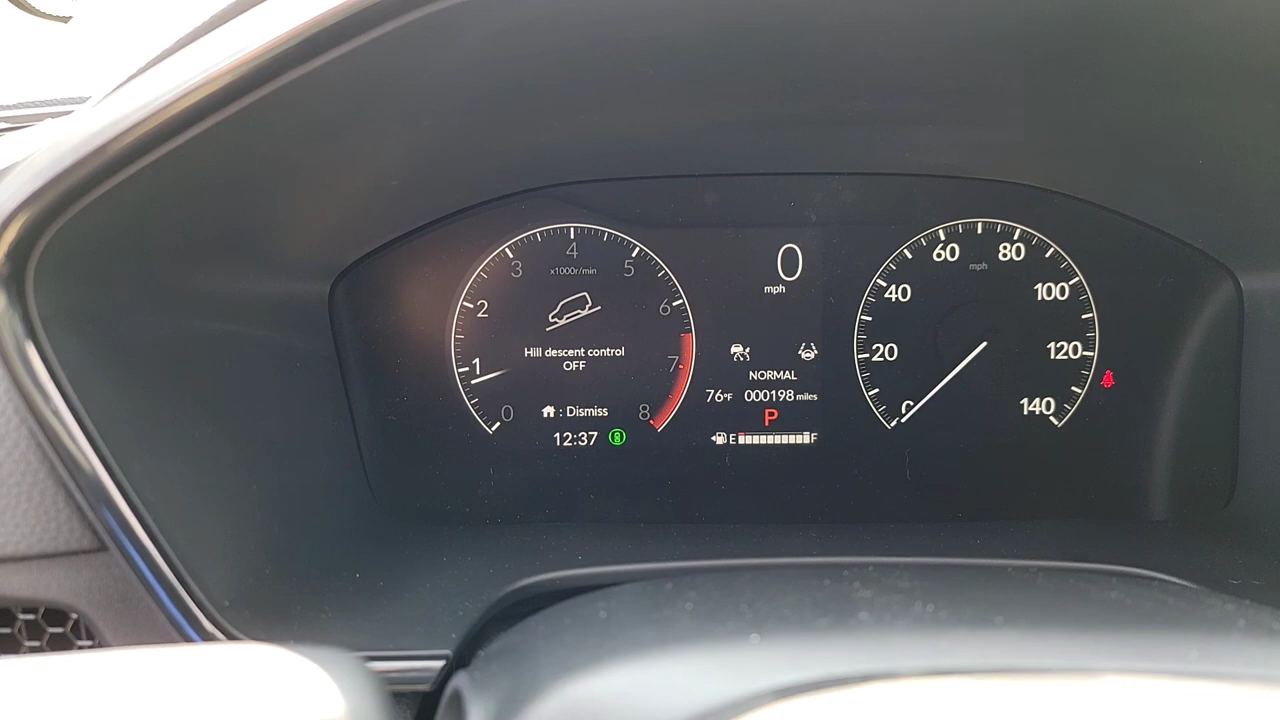 0
1
2
3
4
5
6
7
8
x1000r/min
Hill descent control
OFF
: Dismiss
12:37
0
mph
NORMAL
76°F 000198 miles
P
E F
0
20
40
60
80
100
120
140
mph